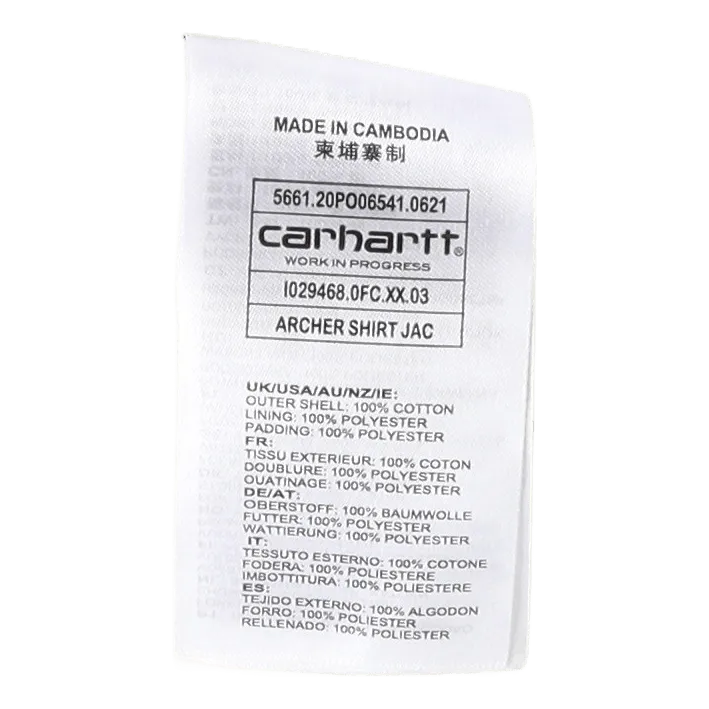 MADE IN CAMBODIA
柬埔寨制
5661.20PO06541.0621
carhartt®
WORK IN PROGRESS
I029468.0FC.XX.03
ARCHER SHIRT JAC
UK/USA/AU/NZ/IE:
OUTER SHELL: 100% COTTON
LINING: 100% POLYESTER
PADDING: 100% POLYESTER
FR:
TISSU EXTERIEUR: 100% COTON
DOUBLURE: 100% POLYESTER
OUATINAGE: 100% POLYESTER
DE/AT:
OBERSTOFF: 100% BAUMWOLLE
FUTTER: 100% POLYESTER
WATTIERUNG: 100% POLYESTER
IT:
TESSUTO ESTERNO: 100% COTONE
FODERA: 100% POLIESTERE
IMBOTTITURA: 100% POLIESTERE
ES:
TEJIDO EXTERNO: 100% ALGODON
FORRO: 100% POLIESTER
RELLENADO: 100% POLIESTER